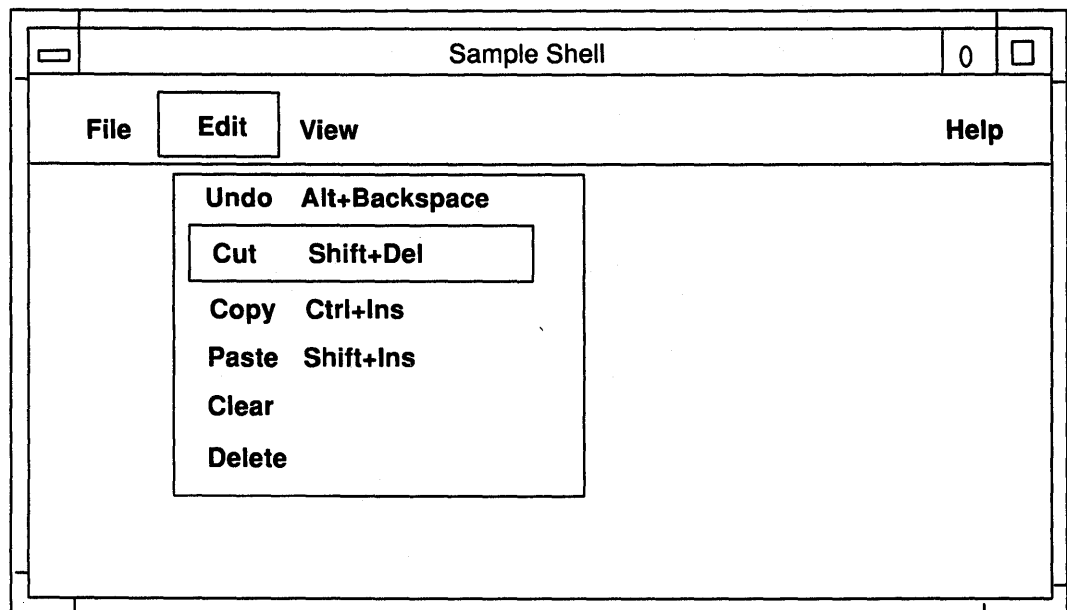 Sample Shell
File Edit View Help
Undo Alt+Backspace
Cut Shift+Del
Copy Ctrl+Ins
Paste Shift+Ins
Clear
Delete